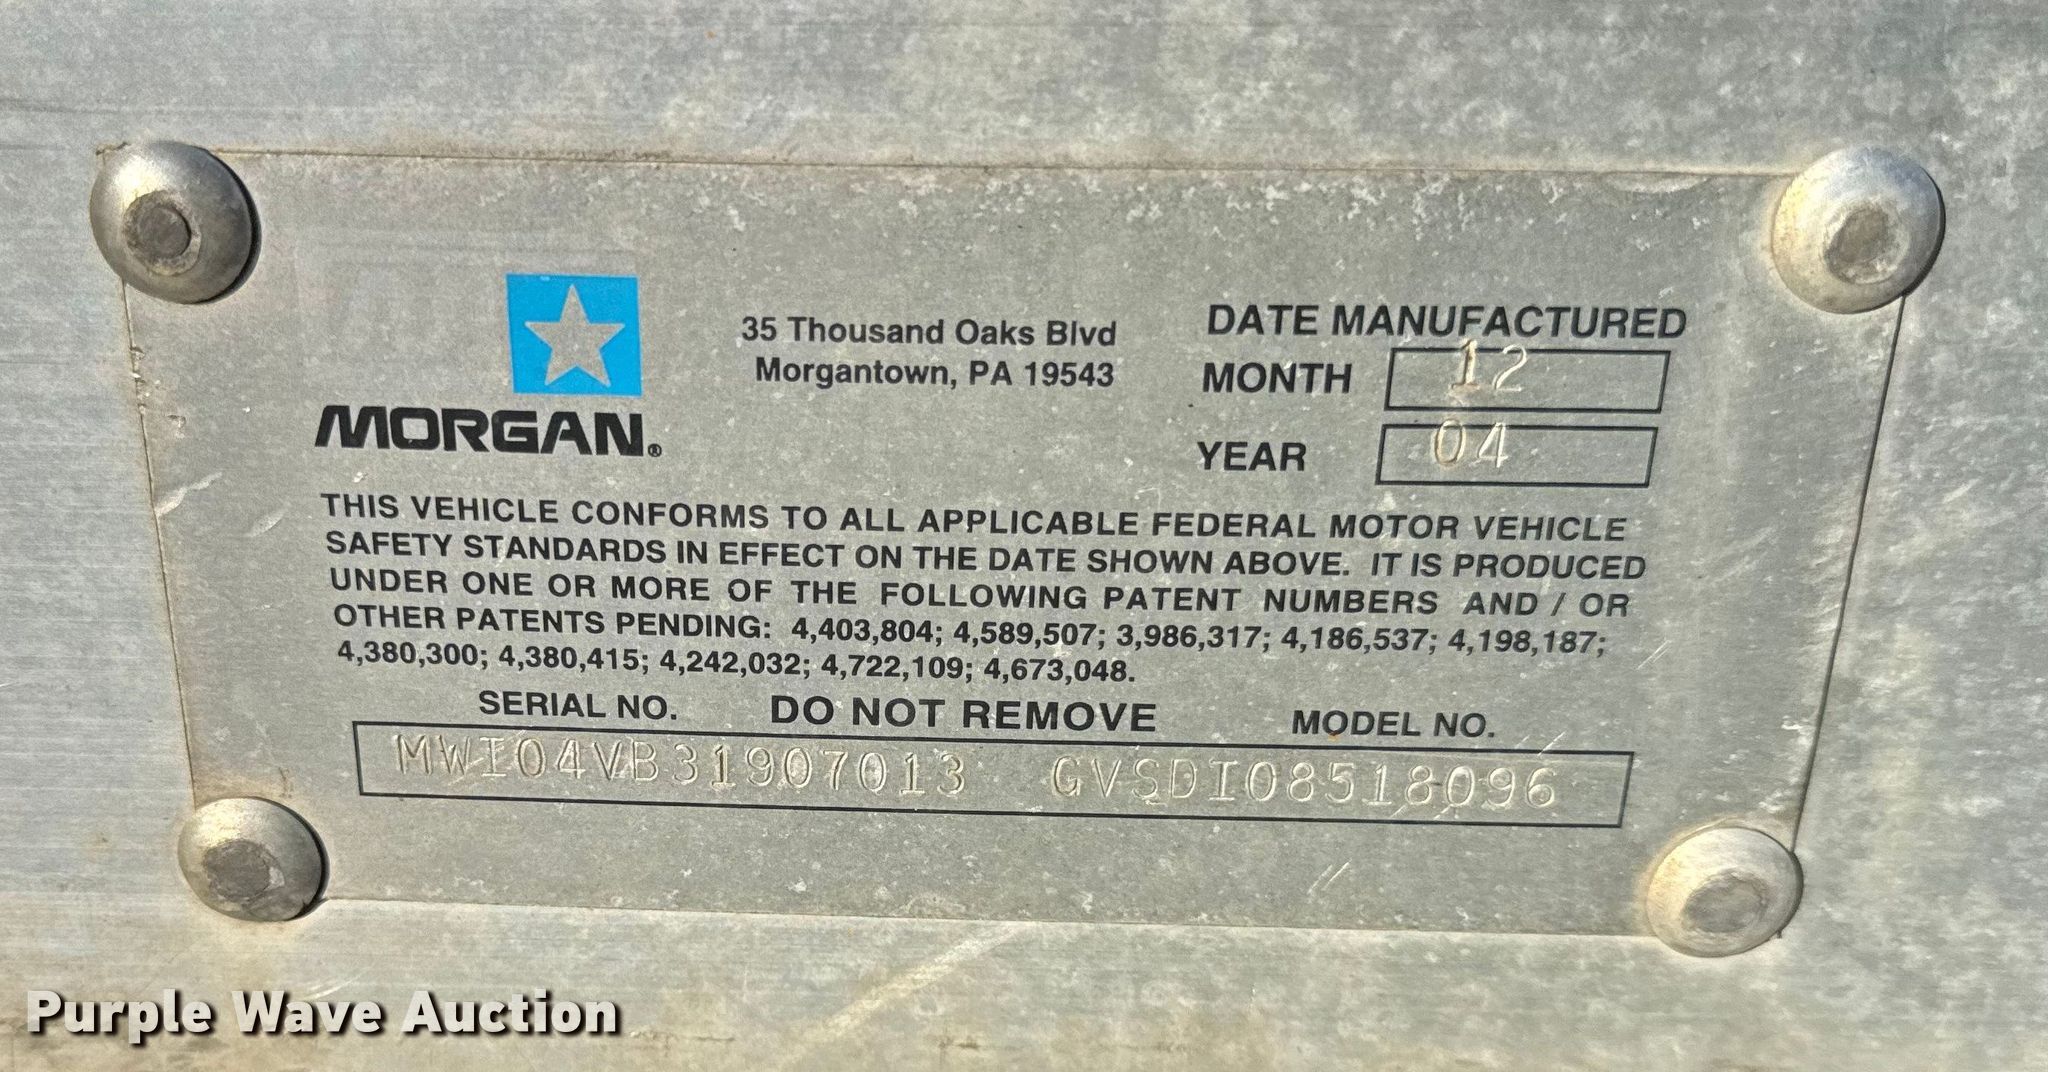 MORGAN®
35 Thousand Oaks Blvd
Morgantown, PA 19543
DATE MANUFACTURED
MONTH 12
YEAR 04
THIS VEHICLE CONFORMS TO ALL APPLICABLE FEDERAL MOTOR VEHICLE
SAFETY STANDARDS IN EFFECT ON THE DATE SHOWN ABOVE. IT IS PRODUCED
UNDER ONE OR MORE OF THE FOLLOWING PATENT NUMBERS AND / OR
OTHER PATENTS PENDING: 4,403,804; 4,589,507; 3,986,317; 4,186,537; 4,198,187;
4,380,300; 4,380,415; 4,242,032; 4,722,109; 4,673,048.
SERIAL NO. DO NOT REMOVE MODEL NO.
MWI04VB31907013 GVSDI08518096
Purple Wave Auction